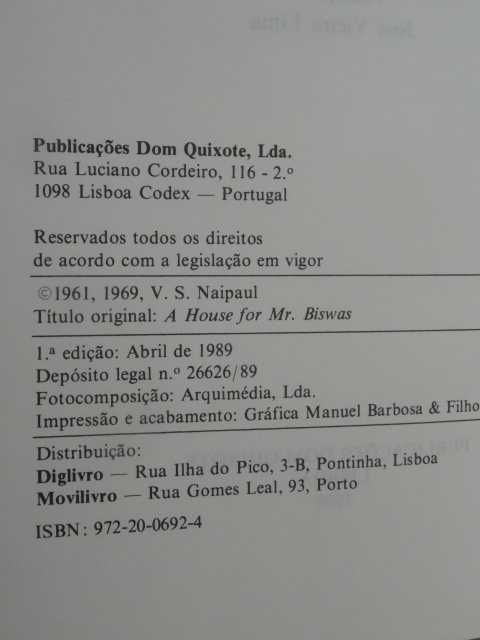 Publicações Dom Quixote, Lda.
Rua Luciano Cordeiro, 116 - 2.º
1098 Lisboa Codex — Portugal
Reservados todos os direitos
de acordo com a legislação em vigor
©1961, 1969, V. S. Naipaul
Título original: A House for Mr. Biswas
1.ª edição: Abril de 1989
Depósito legal n.º 26626/89
Fotocomposição: Arquimédia, Lda.
Impressão e acabamento: Gráfica Manuel Barbosa & Filho
Distribuição:
Diglivro — Rua Ilha do Pico, 3-B, Pontinha, Lisboa
Movilivro — Rua Gomes Leal, 93, Porto
ISBN: 972-20-0692-4